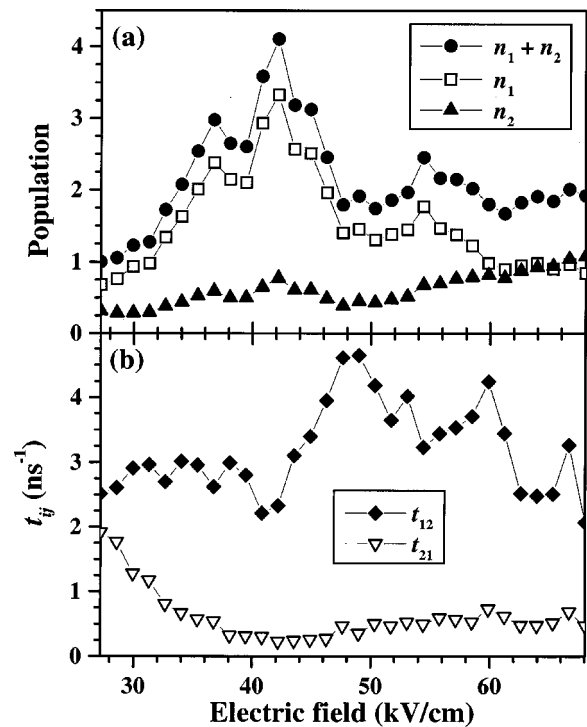 (a)
n₁ + n₂
n₁
n₂
4
3
2
1
0
Population
(b)
t₁₂
t₂₁
4
3
2
1
0
t_ij (ns⁻¹)
30 40 50 60
Electric field (kV/cm)